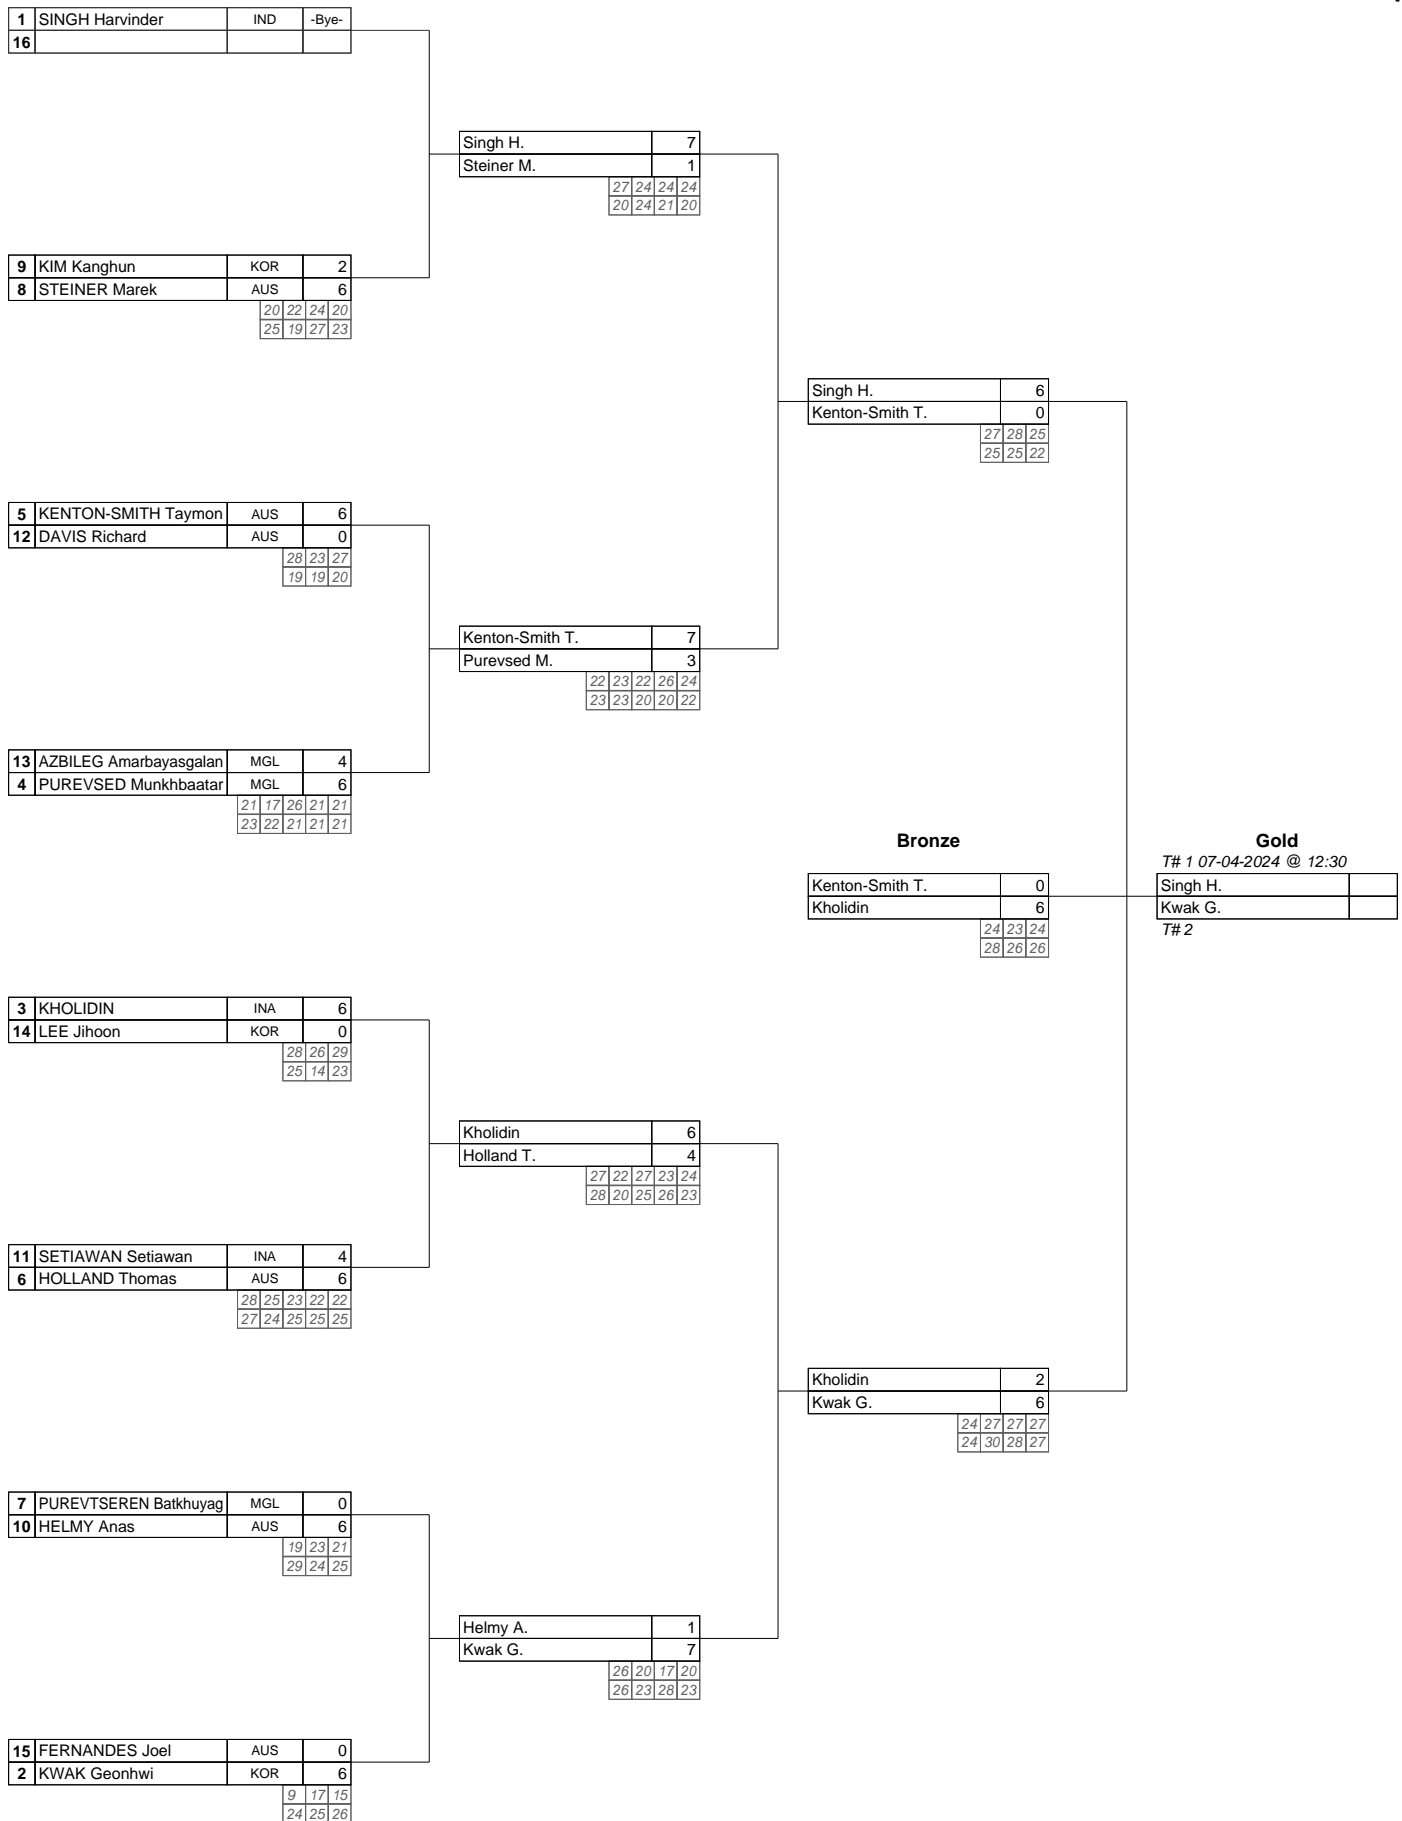 1 SINGH Harvinder IND -Bye-
16
Singh H. 7
Steiner M. 1
27 24 24 24
20 24 21 20
9 KIM Kanghun KOR 2
8 STEINER Marek AUS 6
20 22 24 20
25 19 27 23
Singh H. 6
Kenton-Smith T. 0
27 28 25
25 25 22
5 KENTON-SMITH Taymon AUS 6
12 DAVIS Richard AUS 0
28 23 27
19 19 20
Kenton-Smith T. 7
Purevsed M. 3
22 23 22 26 24
23 23 20 20 22
13 AZBILEG Amarbayasgalan MGL 4
4 PUREVSED Munkhbaatar MGL 6
21 17 26 21 21
23 22 21 21 21
Bronze
Kenton-Smith T. 0
Kholidin 6
24 23 24
28 26 26
Gold
T# 1 07-04-2024 @ 12:30
Singh H.
Kwak G.
T# 2
3 KHOLIDIN INA 6
14 LEE Jihoon KOR 0
28 26 29
25 14 23
Kholidin 6
Holland T. 4
27 22 27 23 24
28 20 25 26 23
11 SETIAWAN Setiawan INA 4
6 HOLLAND Thomas AUS 6
28 25 23 22 22
27 24 25 25 25
Kholidin 2
Kwak G. 6
24 27 27 27
24 30 28 27
7 PUREVTSEREN Batkhuyag MGL 0
10 HELMY Anas AUS 6
19 23 21
29 24 25
Helmy A. 1
Kwak G. 7
26 20 17 20
26 23 28 23
15 FERNANDES Joel AUS 0
2 KWAK Geonhwi KOR 6
9 17 15
24 25 26